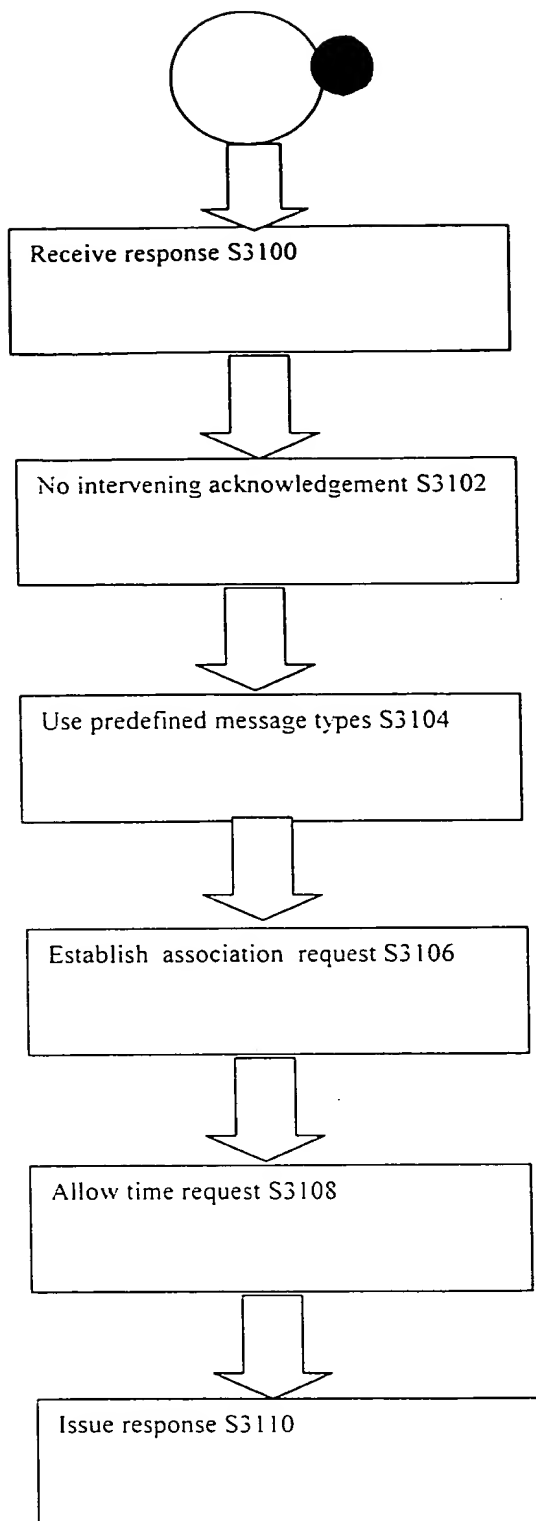 Receive response S3100
No intervening acknowledgement S3102
Use predefined message types S3104
Establish association request S3106
Allow time request S3108
Issue response S3110